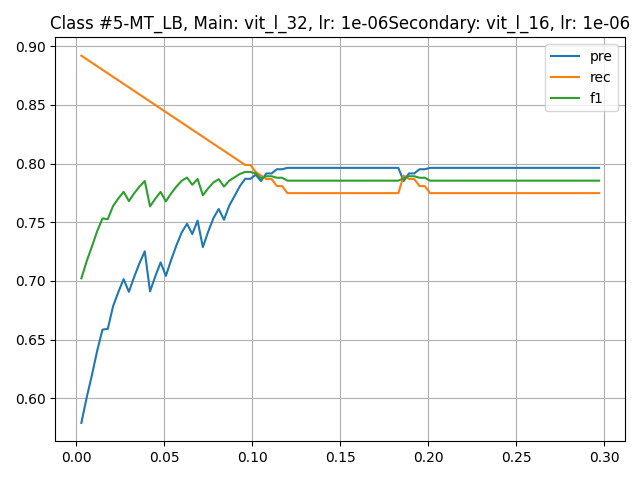 Class #5-MT_LB, Main: vit_l_32, lr: 1e-06Secondary: vit_l_16, lr: 1e-06
pre
rec
f1
0.90
0.85
0.80
0.75
0.70
0.65
0.60
0.00 0.05 0.10 0.15 0.20 0.25 0.30